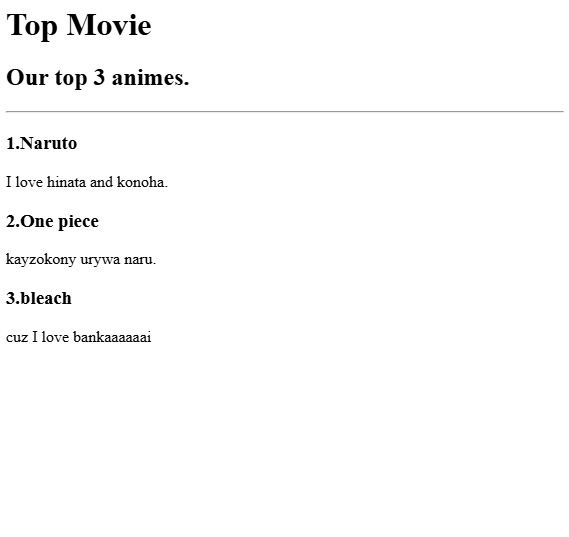 Top Movie
Our top 3 animes.
1.Naruto
I love hinata and konoha.
2.One piece
kayzokony urywa naru.
3.bleach
cuz I love bankaaaaaai